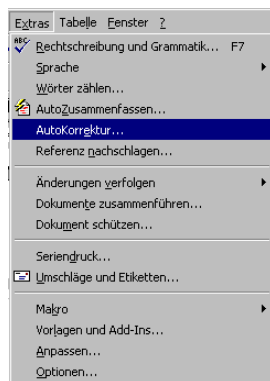 Extras Tabelle Fenster ?
Rechtschreibung und Grammatik... F7
Sprache
Wörter zählen...
AutoZusammenfassen...
AutoKorrektur...
Referenz nachschlagen...
Änderungen verfolgen
Dokumente zusammenführen...
Dokument schützen...
Seriendruck...
Umschläge und Etiketten...
Makro
Vorlagen und Add-Ins...
Anpassen...
Optionen...